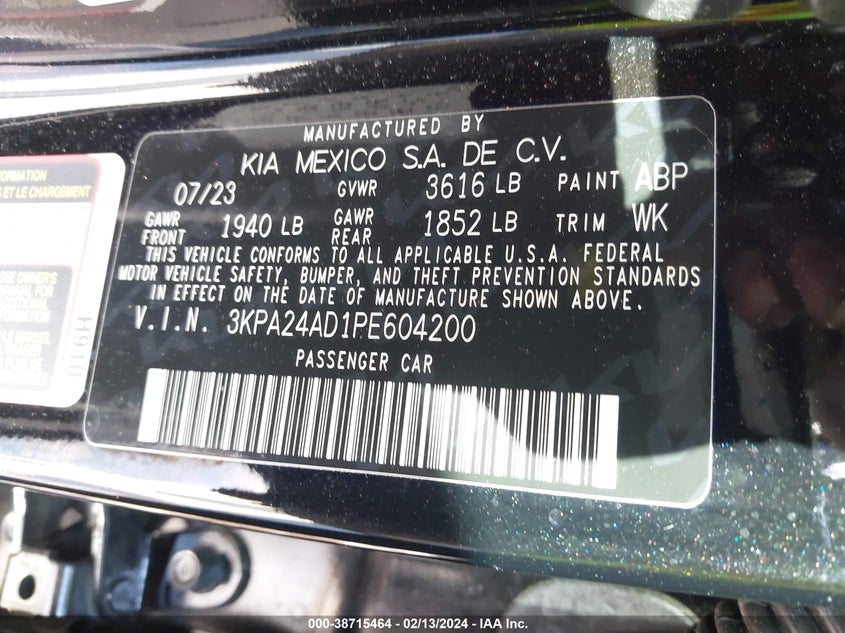 MANUFACTURED BY
KIA MEXICO S.A. DE C.V.
07/23 GVWR 3616 LB PAINT ABP
GAWR FRONT 1940 LB GAWR REAR 1852 LB TRIM WK
THIS VEHICLE CONFORMS TO ALL APPLICABLE U.S.A. FEDERAL
MOTOR VEHICLE SAFETY, BUMPER, AND THEFT PREVENTION STANDARDS
IN EFFECT ON THE DATE OF MANUFACTURE SHOWN ABOVE.
V.I.N. 3KPA24AD1PE604200
PASSENGER CAR
H910
000-38715464 - 02/13/2024 - IAA Inc.